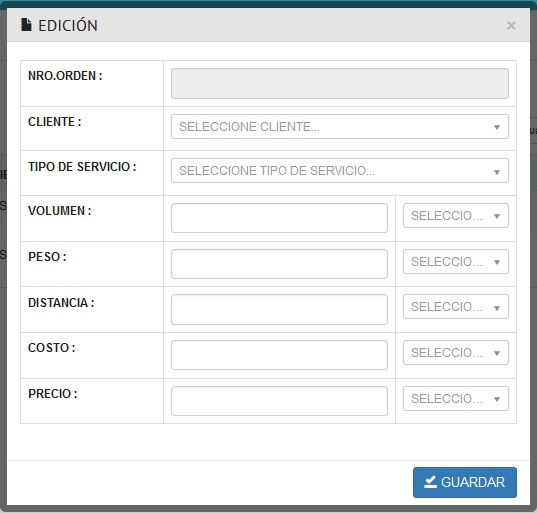 EDICIÓN ×
NRO.ORDEN :
CLIENTE : SELECCIONE CLIENTE...
TIPO DE SERVICIO : SELECCIONE TIPO DE SERVICIO...
VOLUMEN : SELECCIO...
PESO : SELECCIO...
DISTANCIA : SELECCIO...
COSTO : SELECCIO...
PRECIO : SELECCIO...
GUARDAR